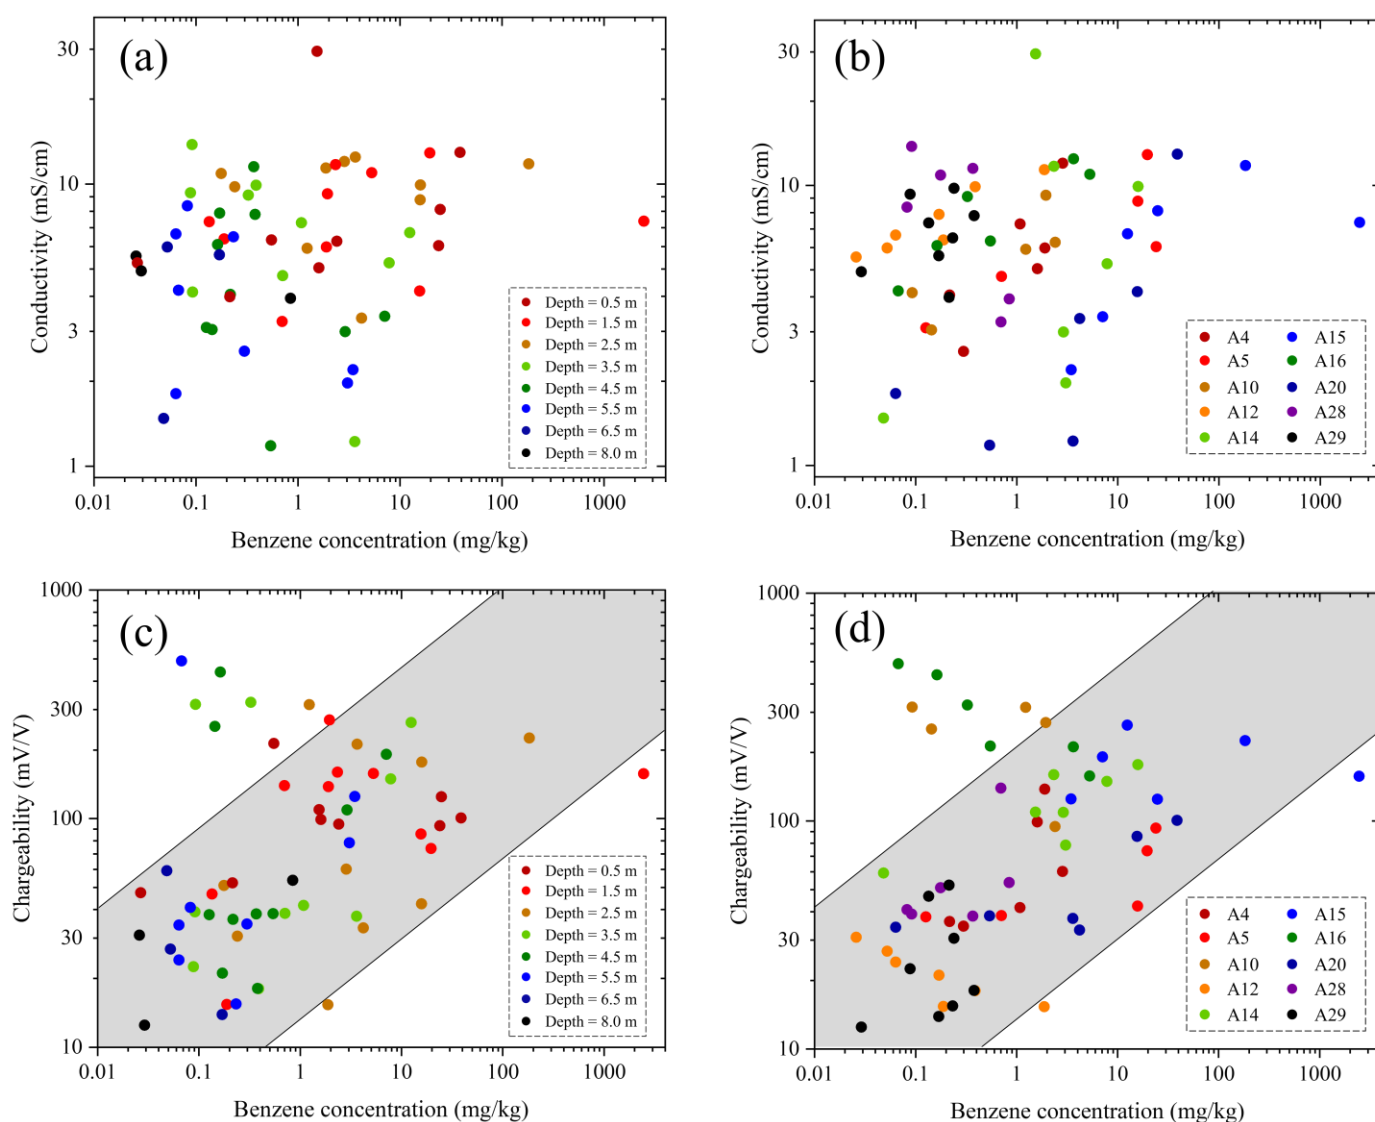 (a)
30
10
3
1
Conductivity (mS/cm)
0.01 0.1 1 10 100 1000
Benzene concentration (mg/kg)
Depth = 0.5 m
Depth = 1.5 m
Depth = 2.5 m
Depth = 3.5 m
Depth = 4.5 m
Depth = 5.5 m
Depth = 6.5 m
Depth = 8.0 m
(b)
30
10
3
1
Conductivity (mS/cm)
0.01 0.1 1 10 100 1000
Benzene concentration (mg/kg)
A4 A15
A5 A16
A10 A20
A12 A28
A14 A29
(c)
1000
300
100
30
10
Chargeability (mV/V)
0.01 0.1 1 10 100 1000
Benzene concentration (mg/kg)
Depth = 0.5 m
Depth = 1.5 m
Depth = 2.5 m
Depth = 3.5 m
Depth = 4.5 m
Depth = 5.5 m
Depth = 6.5 m
Depth = 8.0 m
(d)
1000
300
100
30
10
Chargeability (mV/V)
0.01 0.1 1 10 100 1000
Benzene concentration (mg/kg)
A4 A15
A5 A16
A10 A20
A12 A28
A14 A29